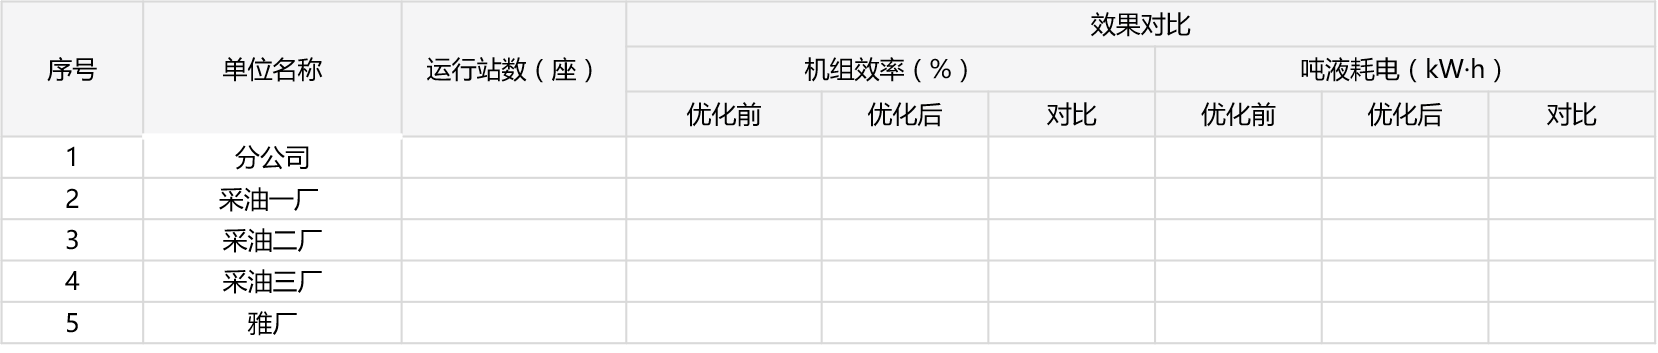 序号 单位名称 运行站数（座） 效果对比
机组效率（%） 吨液耗电（kW·h）
优化前 优化后 对比 优化前 优化后 对比
1 分公司
2 采油一厂
3 采油二厂
4 采油三厂
5 雅厂